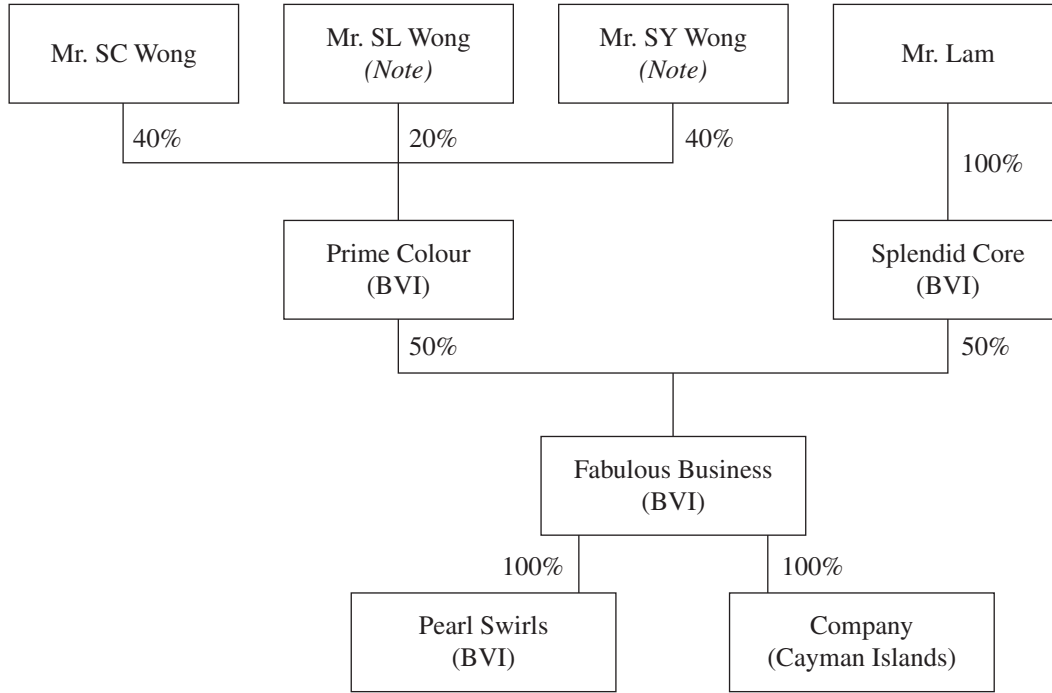 Mr. SC Wong
Mr. SL Wong
(Note)
Mr. SY Wong
(Note)
Mr. Lam
40%
20%
40%
100%
Prime Colour
(BVI)
Splendid Core
(BVI)
50%
50%
Fabulous Business
(BVI)
100%
100%
Pearl Swirls
(BVI)
Company
(Cayman Islands)